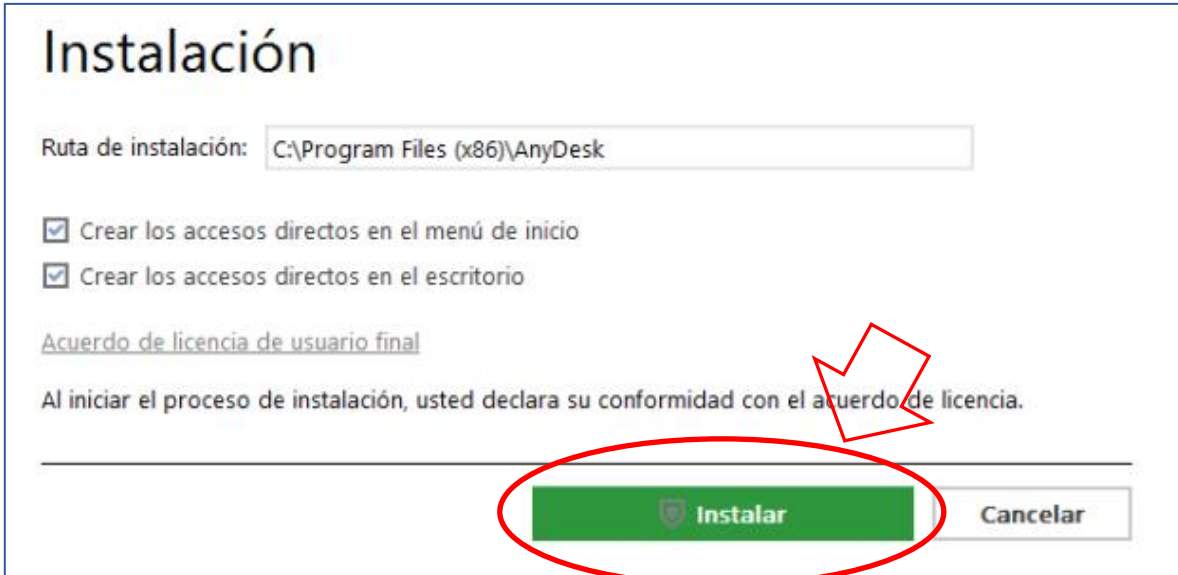 Instalación
Ruta de instalación: C:\Program Files (x86)\AnyDesk
Crear los accesos directos en el menú de inicio
Crear los accesos directos en el escritorio
Acuerdo de licencia de usuario final
Al iniciar el proceso de instalación, usted declara su conformidad con el acuerdo de licencia.
Instalar Cancelar